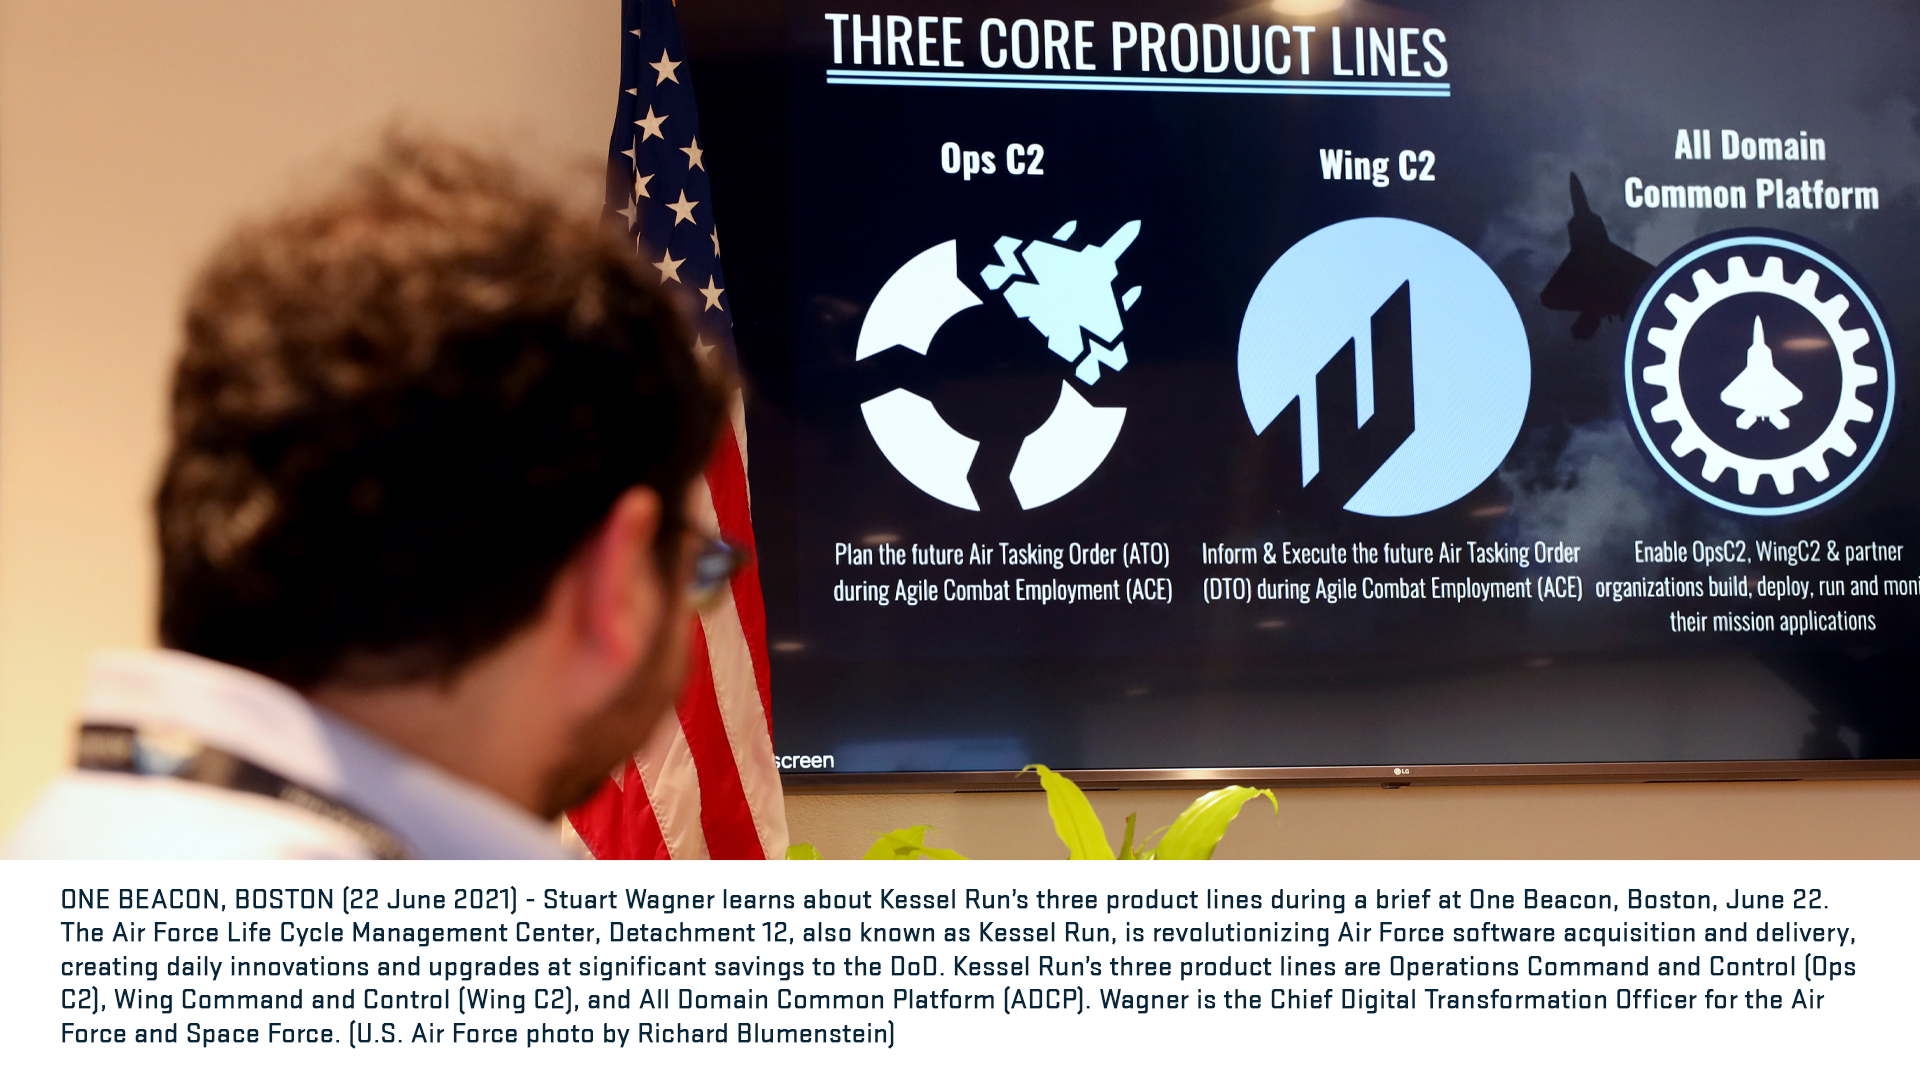 THREE CORE PRODUCT LINES
Ops C2
Plan the future Air Tasking Order (ATO)
during Agile Combat Employment (ACE)
Wing C2
Inform & Execute the future Air Tasking Order
(DTO) during Agile Combat Employment (ACE)
All Domain
Common Platform
Enable OpsC2, WingC2 & partner
organizations build, deploy, run and moni
their mission applications
screen
LG
ONE BEACON, BOSTON (22 June 2021) - Stuart Wagner learns about Kessel Run's three product lines during a brief at One Beacon, Boston, June 22.
The Air Force Life Cycle Management Center, Detachment 12, also known as Kessel Run, is revolutionizing Air Force software acquisition and delivery,
creating daily innovations and upgrades at significant savings to the DoD. Kessel Run's three product lines are Operations Command and Control (Ops
C2), Wing Command and Control (Wing C2), and All Domain Common Platform (ADCP). Wagner is the Chief Digital Transformation Officer for the Air
Force and Space Force. (U.S. Air Force photo by Richard Blumenstein)